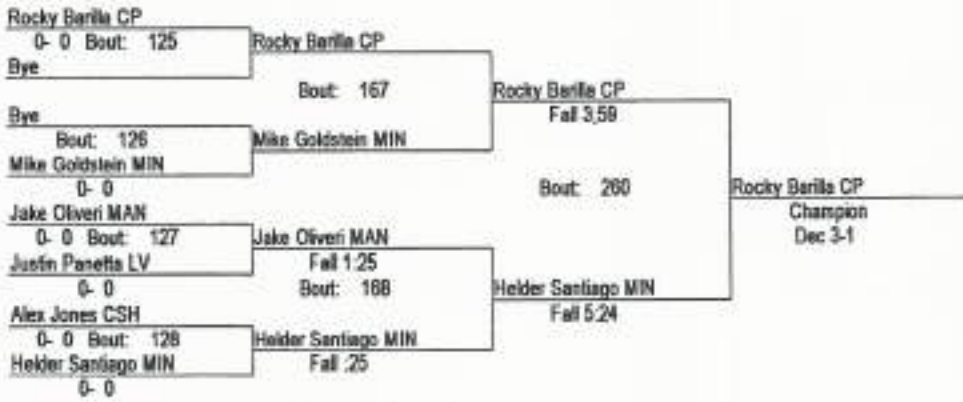 Rocky Barilla CP
0- 0 Bout: 125
Bye
Rocky Barilla CP
Bout: 167
Bye
Bout: 126
Mike Goldstein MIN
0- 0
Mike Goldstein MIN
Rocky Barilla CP
Fall 3,59
Jake Oliveri MAN
0- 0 Bout: 127
Justin Panetta LV
0- 0
Jake Oliveri MAN
Fall 1:25
Bout: 168
Alex Jones CSH
0- 0 Bout: 128
Helder Santiago MIN
0- 0
Helder Santiago MIN
Fall :25
Helder Santiago MIN
Fall 5:24
Bout: 260
Rocky Barilla CP
Champion
Dec 3-1